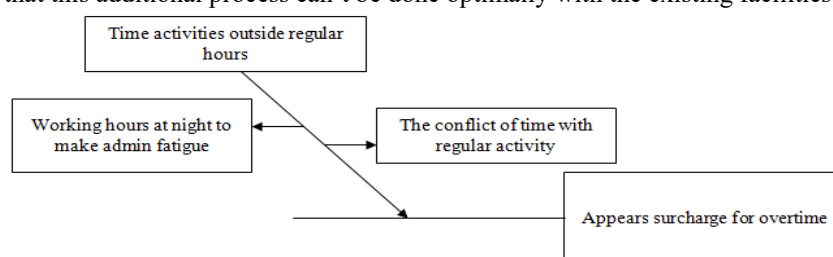 that this additional process can't be done optimally with the existing facilities
Time activities outside regular
hours
Working hours at night to
make admin fatigue
The conflict of time with
regular activity
Appears surcharge for overtime